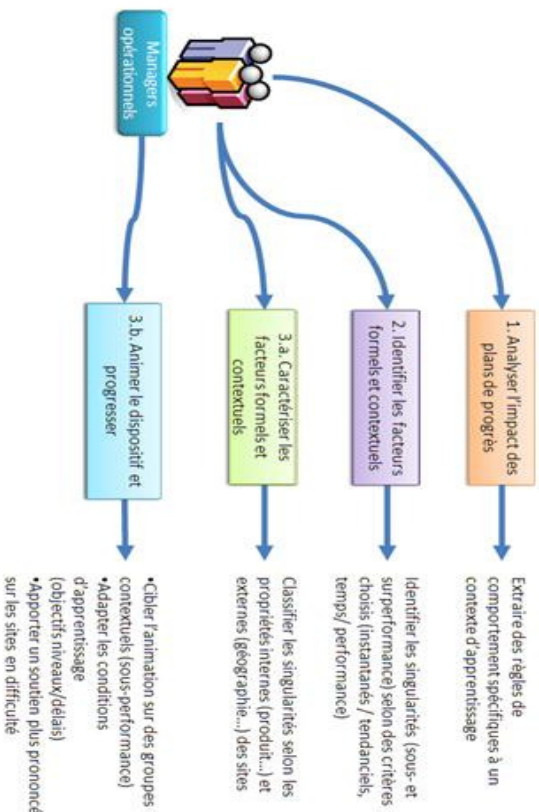 Managers
opérationnels
1. Analyser l'impact des
plans de progrès
Extraire des règles de
comportement spécifiques à un
contexte d'apprentissage
2. Identifier les facteurs
formels et contextuels
Identifier les singularités (sous- et
surperformance) selon des critères
choisis (instantanés / tendanciels,
temps/ performance)
3.a. Caractériser les
facteurs formels et
contextuels
Classifier les singularités selon les
propriétés internes (produit...) et
externes (géographie...) des sites
3.b. Animer le dispositif et
progresser
•Cibler l'animation sur des groupes
contextuels (sous-performance)
•Adapter les conditions
d'apprentissage
(objectifs niveaux/délais)
•Apporter un soutien plus prononcé
sur les sites en difficulté